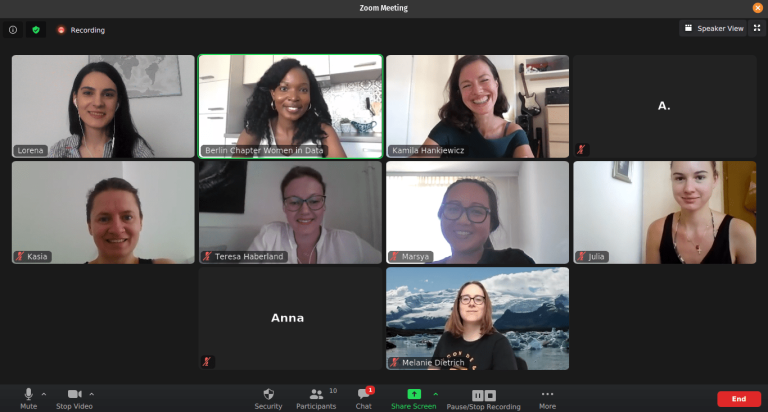 Zoom Meeting
Recording
Speaker View
Lorena
Berlin Chapter Women in Data
Kamila Hankiewicz
A.
Kasia
Teresa Haberland
Marsya
Julia
Anna
Melanie Dietrich
10
1
Mute
Stop Video
Security
Participants
Chat
Share Screen
Pause/Stop Recording
More
End